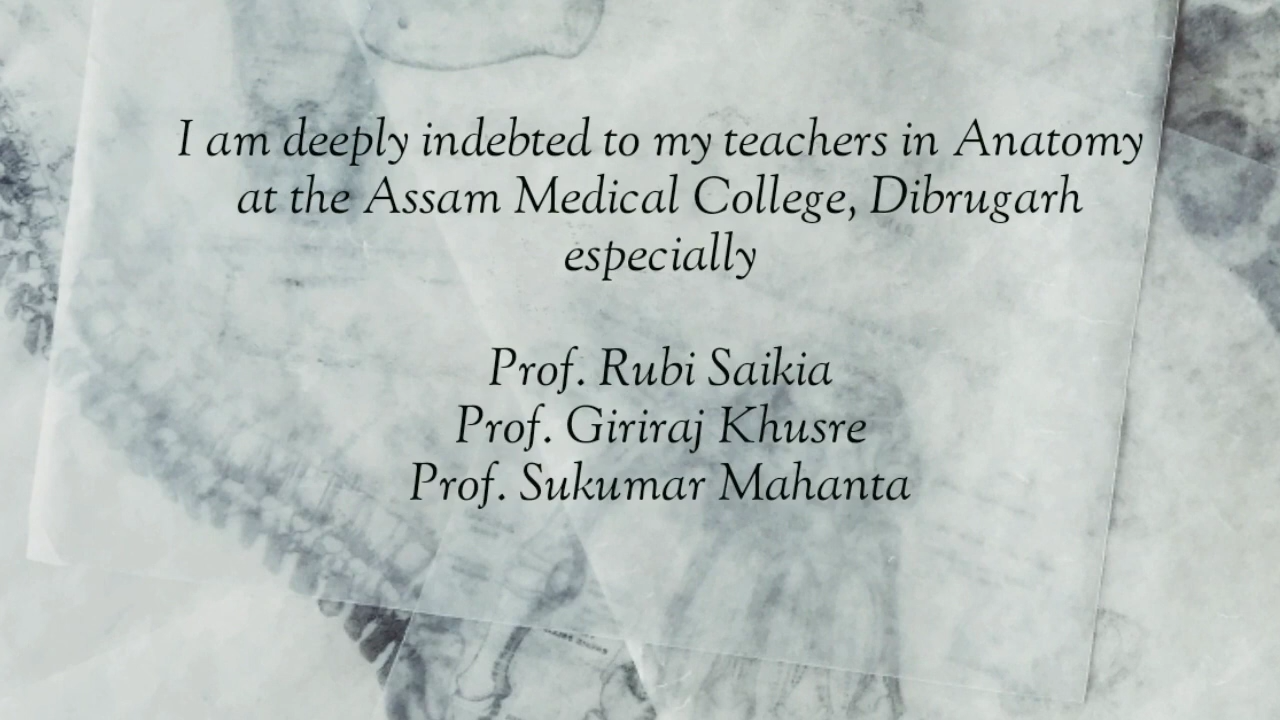 I am deeply indebted to my teachers in Anatomy
at the Assam Medical College, Dibrugarh
especially
Prof. Rubi Saikia
Prof. Giriraj Khusre
Prof. Sukumar Mahanta